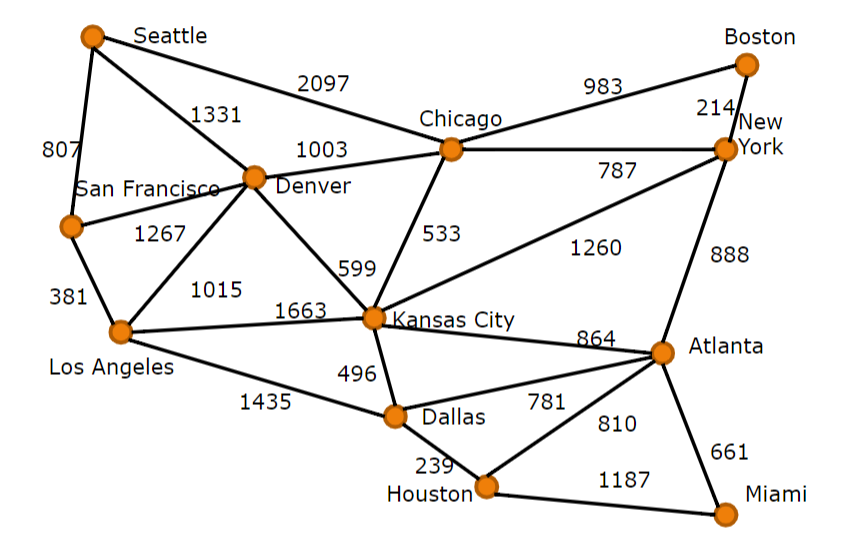 Seattle
Boston
2097
983
1331
Chicago
214
New
York
807
1003
787
San Francisco
Denver
1267
533
1260
888
599
381
1015
1663
Kansas City
864
Atlanta
Los Angeles
496
1435
781
Dallas
810
239
661
1187
Houston
Miami